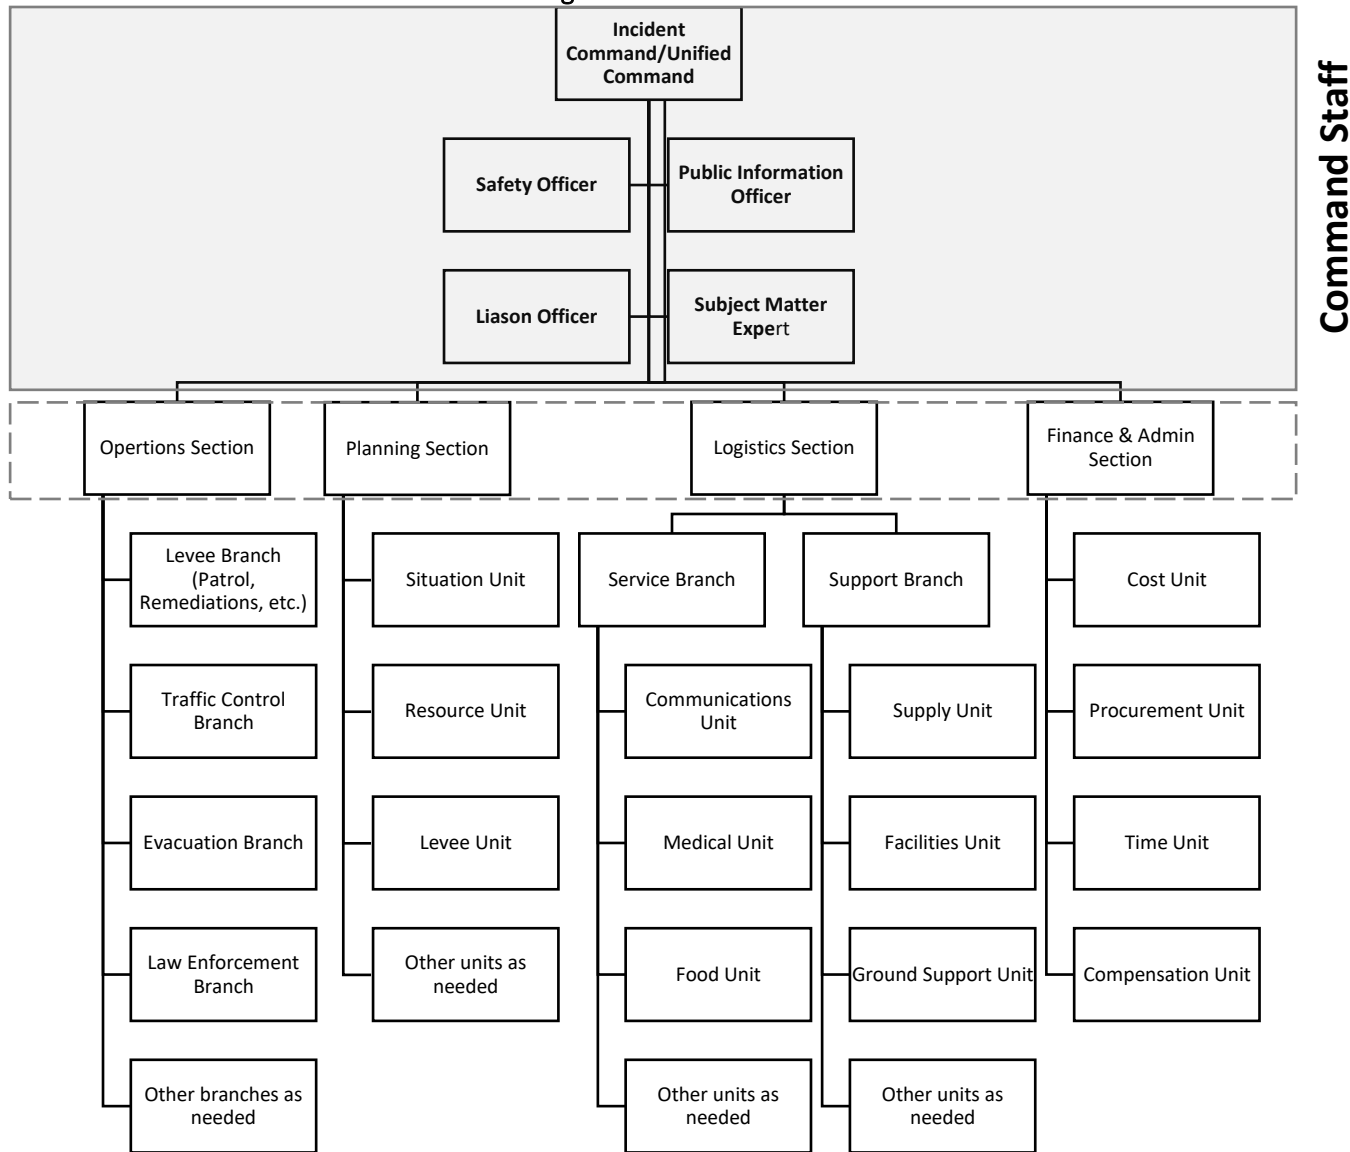 Incident
Command/Unified
Command
Command Staff
Safety Officer
Public Information
Officer
Liason Officer
Subject Matter
Expert
Opertions Section
Planning Section
Logistics Section
Finance & Admin
Section
Levee Branch
(Patrol,
Remediations, etc.)
Situation Unit
Service Branch
Support Branch
Cost Unit
Traffic Control
Branch
Resource Unit
Communications
Unit
Supply Unit
Procurement Unit
Evacuation Branch
Levee Unit
Medical Unit
Facilities Unit
Time Unit
Law Enforcement
Branch
Other units as
needed
Food Unit
Ground Support Unit
Compensation Unit
Other branches as
needed
Other units as
needed
Other units as
needed